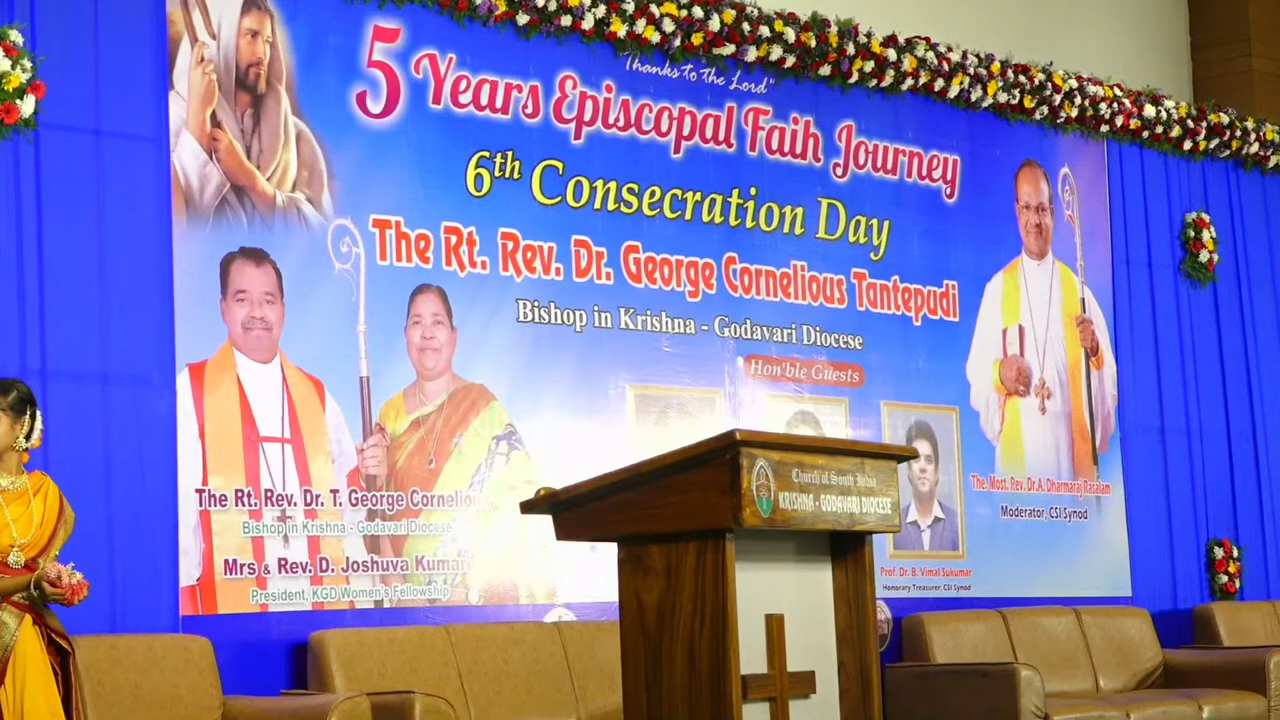 Thanks to the Lord"
5 Years Episcopal Faih Journey
6th Consecration Day
The Rt. Rev. Dr. George Cornelious Tantepudi
Bishop in Krishna - Godavari Diocese
Hon'ble Guests
The Rt. Rev. Dr. T. George Cornelious
Bishop in Krishna - Godavari Diocese
Mrs & Rev. D. Joshuva Kumari
President, KGD Women's Fellowship
Church of South India
KRISHNA - GODAVARI DIOCESE
Prof. Dr. B. Vimal Sukumar
Honorary Treasurer, CSI Synod
The. Most. Rev. Dr.A. Dharmaraj Rasalam
Moderator, CSI Synod